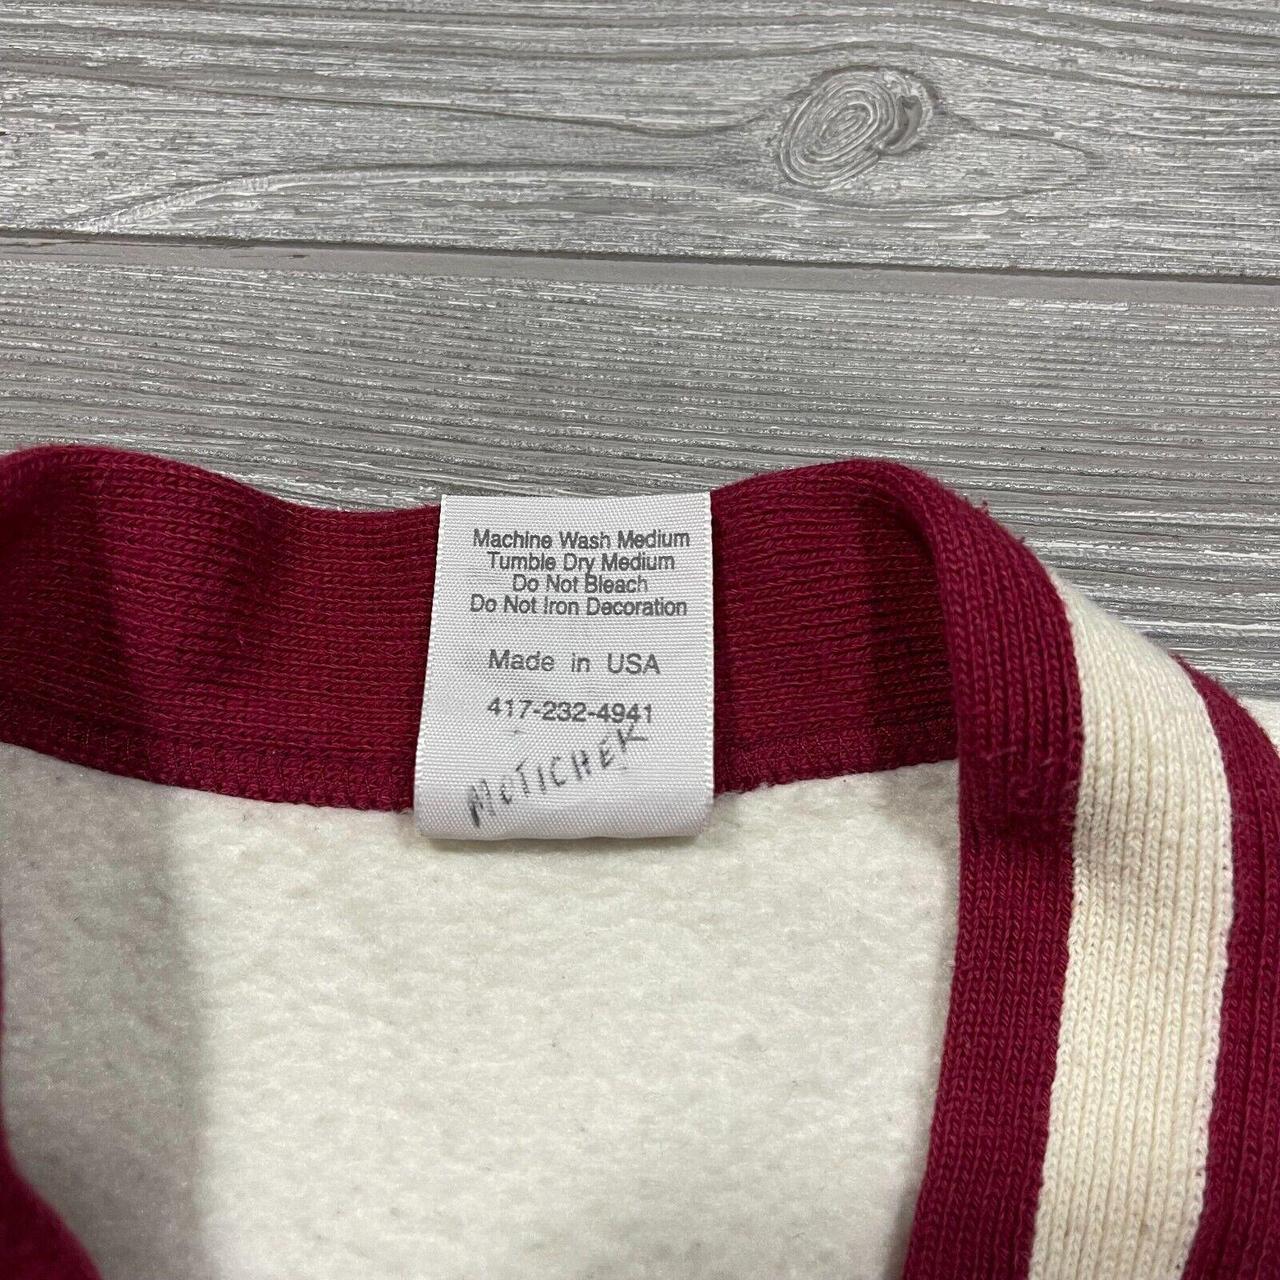 Machine Wash Medium
Tumble Dry Medium
Do Not Bleach
Do Not Iron Decoration
Made in USA
417-232-4941
MOTICHEK